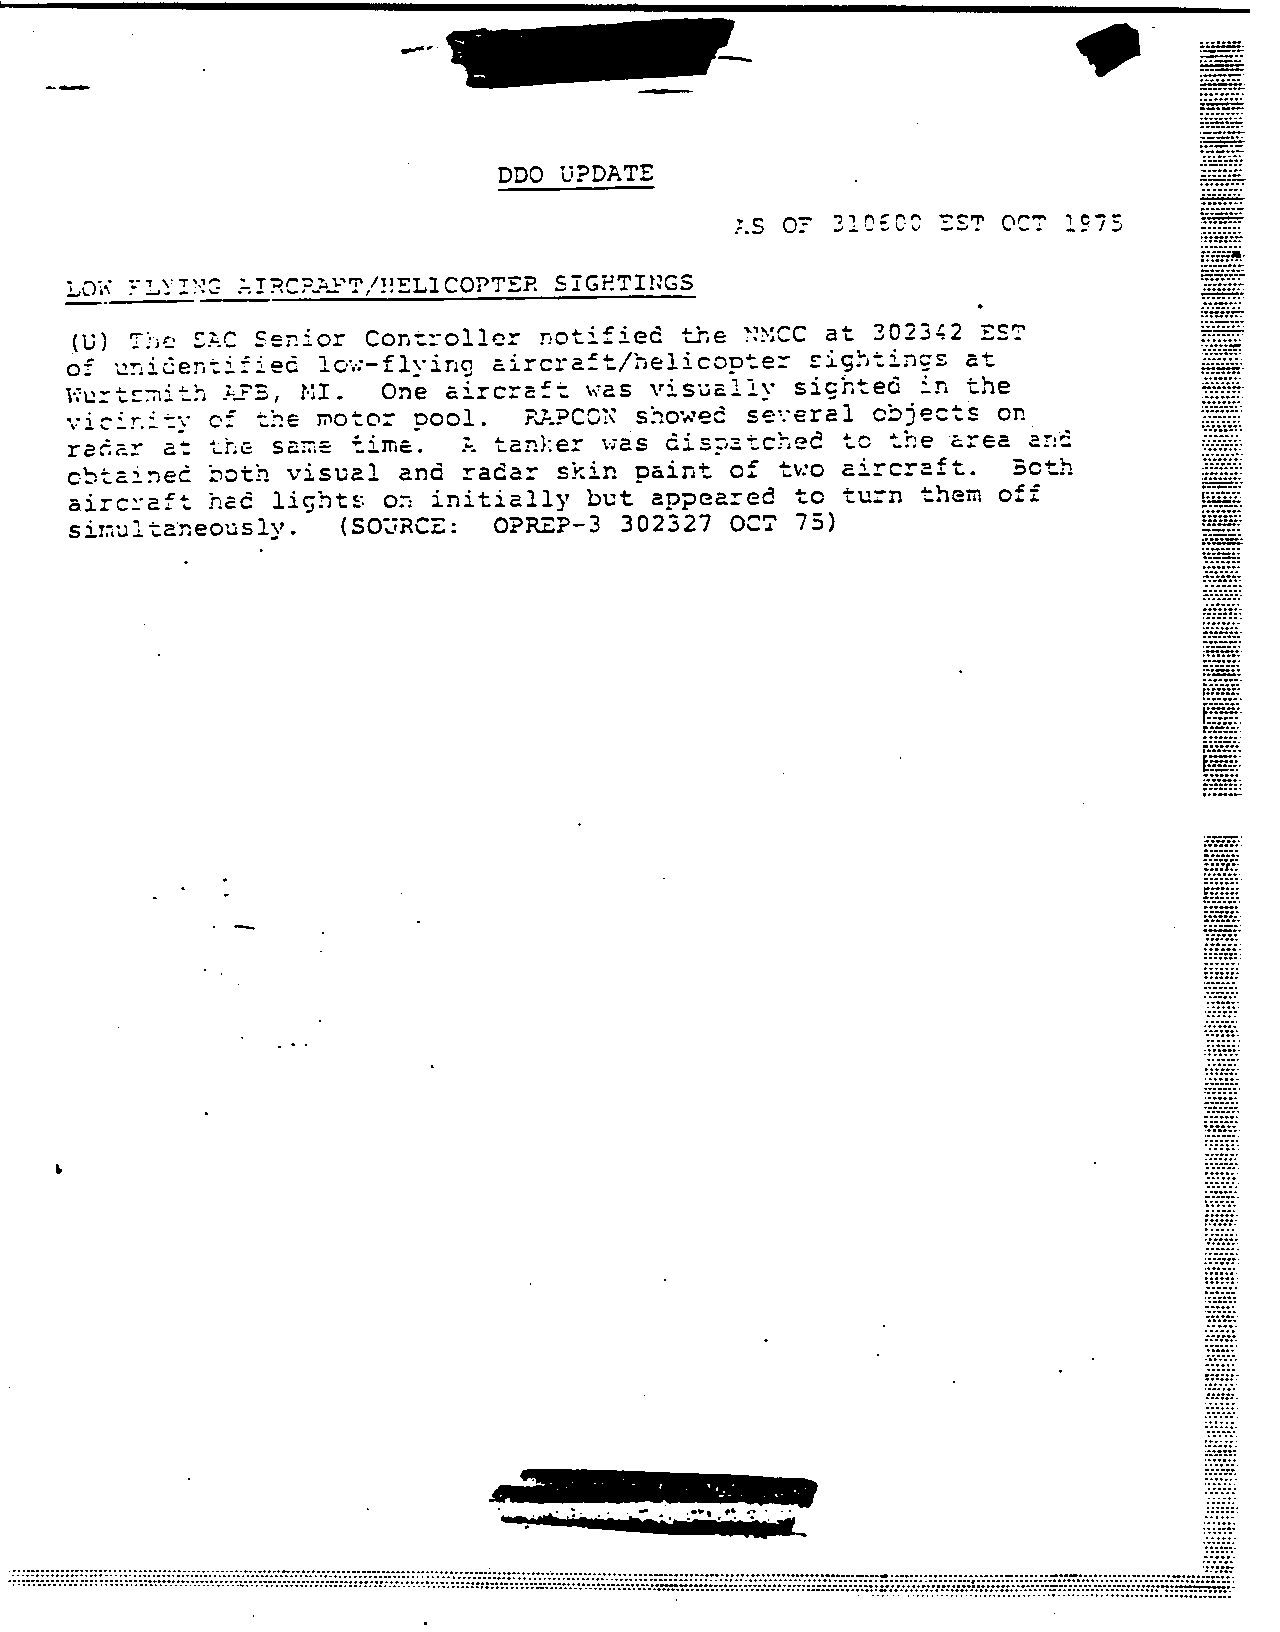 DDO UPDATE
AS OF 310600 EST OCT 1975
LOW FLYING AIRCRAFT/HELICOPTER SIGHTINGS
(U) The SAC Senior Controller notified the NMCC at 302342 EST
of unidentified low-flying aircraft/helicopter sightings at
Wurtsmith AFB, MI. One aircraft was visually sighted in the
vicinity of the motor pool. RAPCON showed several objects on
radar at the same time. A tanker was dispatched to the area and
obtained both visual and radar skin paint of two aircraft. Both
aircraft had lights on initially but appeared to turn them off
simultaneously. (SOURCE: OPREP-3 302327 OCT 75)